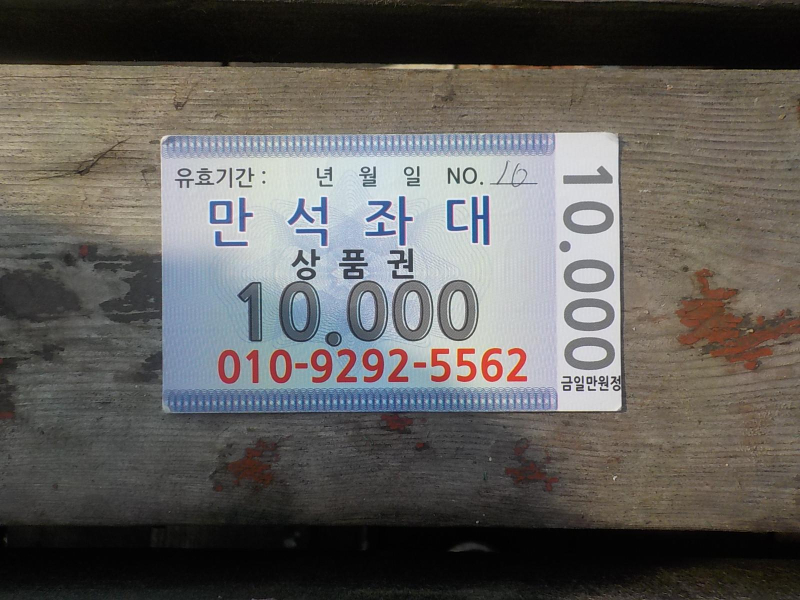 유효기간 : 년 월 일 NO. 10
만 석 좌 대
상 품 권
10.000
010-9292-5562
10.000
금일만원정